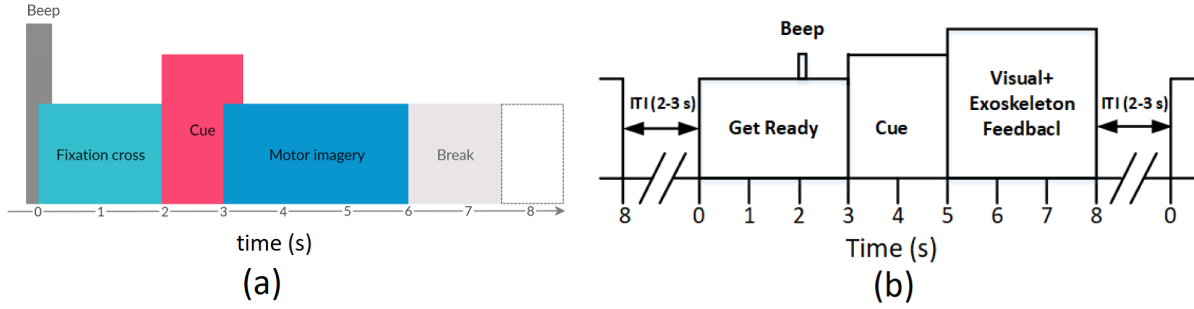 Beep
Fixation cross
Cue
Motor imagery
Break
0 1 2 3 4 5 6 7 8
time (s)
(a)
Beep
ITI (2-3 s)
Get Ready
Cue
Visual+
Exoskeleton
Feedbacl
ITI (2-3 s)
8 0 1 2 3 4 5 6 7 8 0
Time (s)
(b)